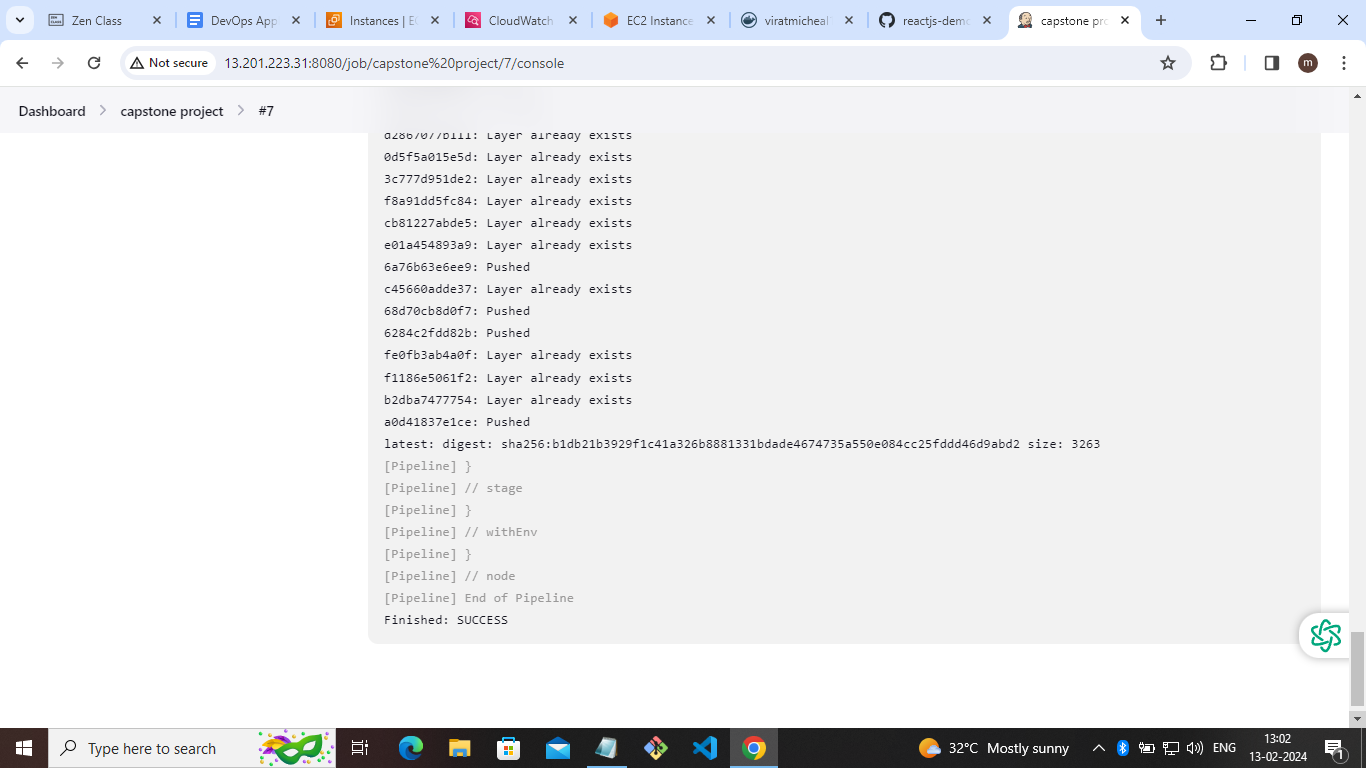 Zen Class
DevOps App
Instances | EC
CloudWatch
EC2 Instance
viratmicheal
reactjs-demo
capstone pro
Not secure
13.201.223.31:8080/job/capstone%20project/7/console
m
Dashboard
capstone project
#7
d2867077b111: Layer already exists
0d5f5a015e5d: Layer already exists
3c777d951de2: Layer already exists
f8a91dd5fc84: Layer already exists
cb81227abde5: Layer already exists
e01a454893a9: Layer already exists
6a76b63e6ee9: Pushed
c45660adde37: Layer already exists
68d70cb8d0f7: Pushed
6284c2fdd82b: Pushed
fe0fb3ab4a0f: Layer already exists
f1186e5061f2: Layer already exists
b2dba7477754: Layer already exists
a0d41837e1ce: Pushed
latest: digest: sha256:b1db21b3929f1c41a326b8881331bdade4674735a550e084cc25fddd46d9abd2 size: 3263
[Pipeline] }
[Pipeline] // stage
[Pipeline] }
[Pipeline] // withEnv
[Pipeline] }
[Pipeline] // node
[Pipeline] End of Pipeline
Finished: SUCCESS
Type here to search
32°C Mostly sunny
ENG
13:02
13-02-2024
1